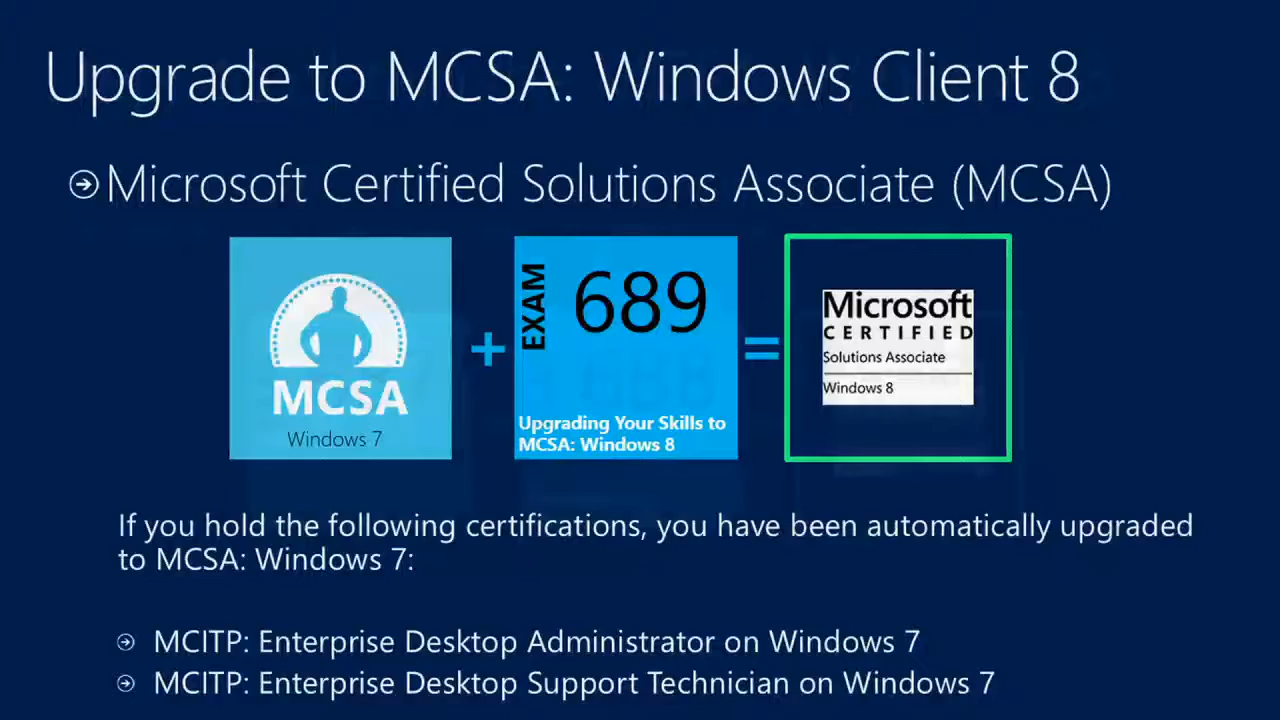 Upgrade to MCSA: Windows Client 8
Microsoft Certified Solutions Associate (MCSA)
MCSA
Windows 7
+
EXAM
689
Upgrading Your Skills to
MCSA: Windows 8
=
Microsoft
CERTIFIED
Solutions Associate
Windows 8
If you hold the following certifications, you have been automatically upgraded
to MCSA: Windows 7:
MCITP: Enterprise Desktop Administrator on Windows 7
MCITP: Enterprise Desktop Support Technician on Windows 7